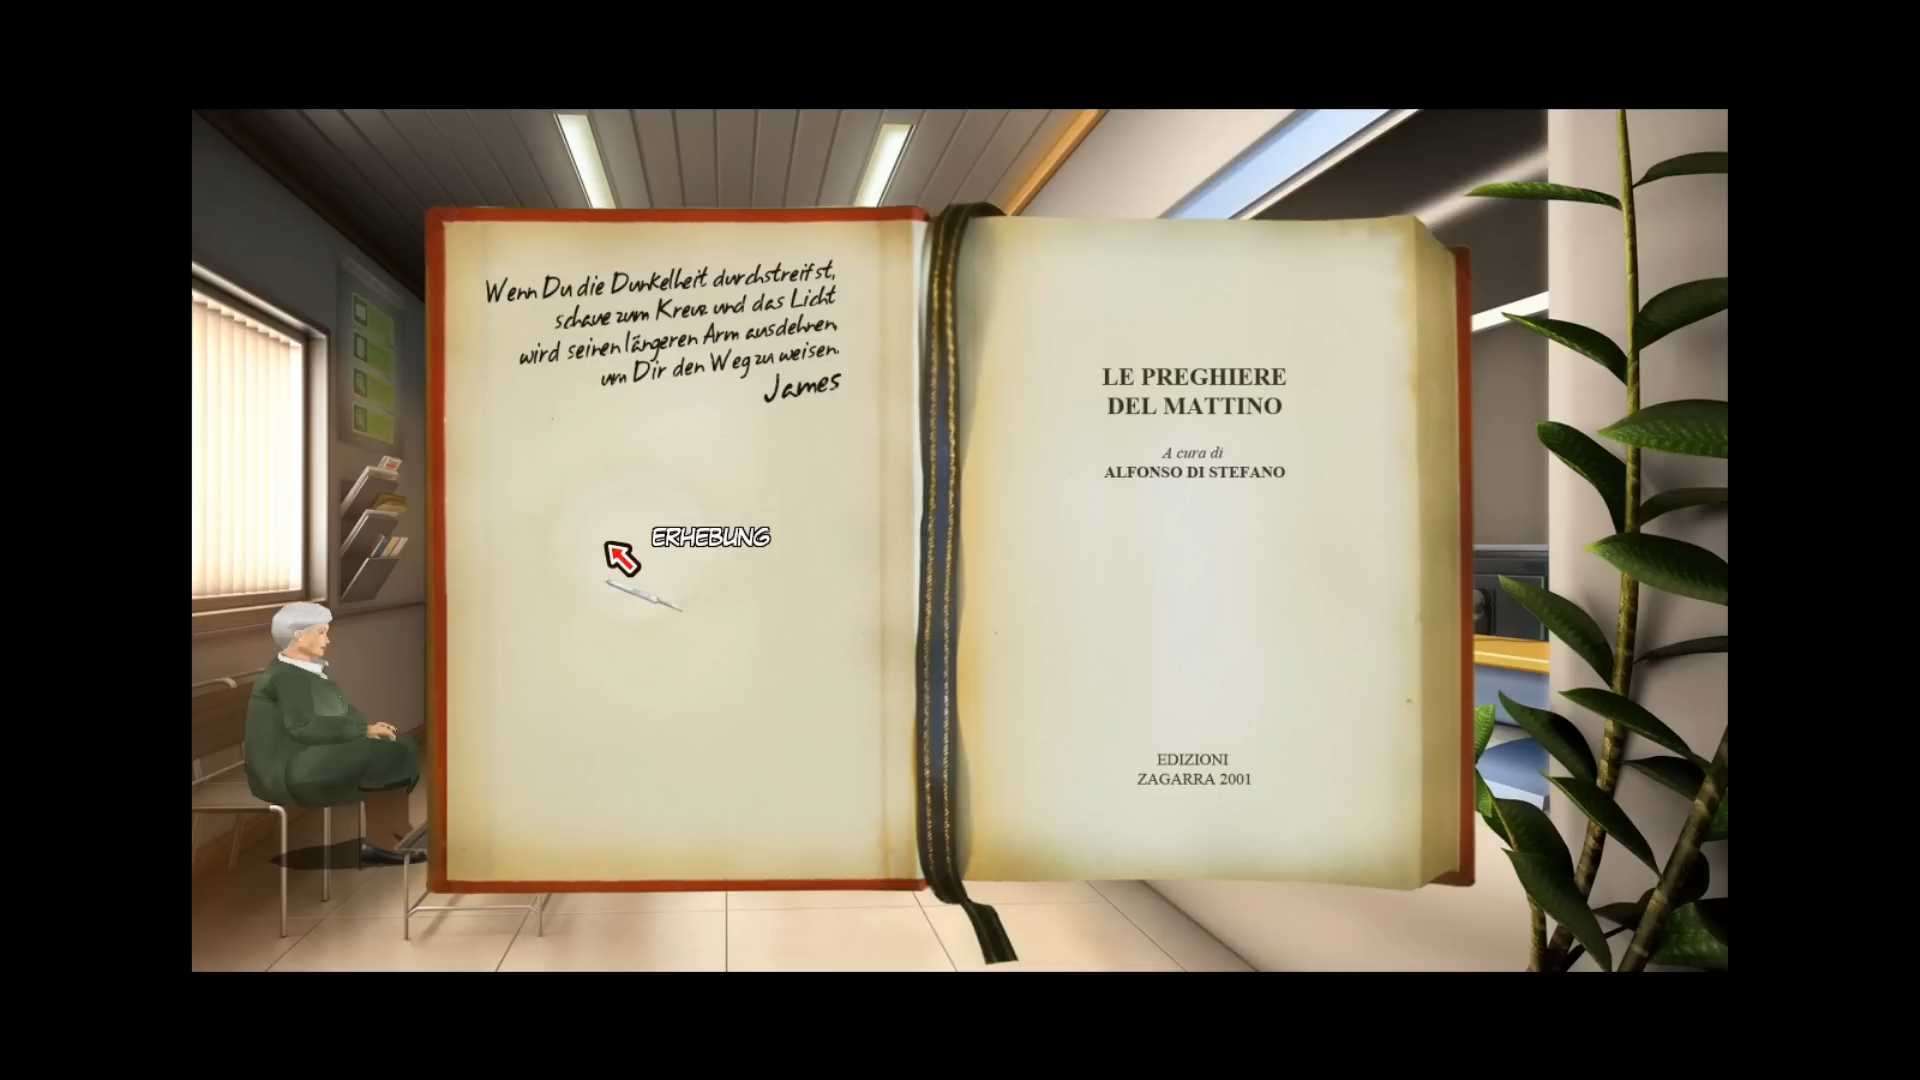 Wenn Du die Dunkelheit durchstreifst,
schaue zum Kreuz und das Licht
wird seinen längeren Arm ausdehnen,
um Dir den Weg zu weisen.
James
ERHEBUNG
LE PREGHIERE
DEL MATTINO
A cura di
ALFONSO DI STEFANO
EDIZIONI
ZAGARRA 2001